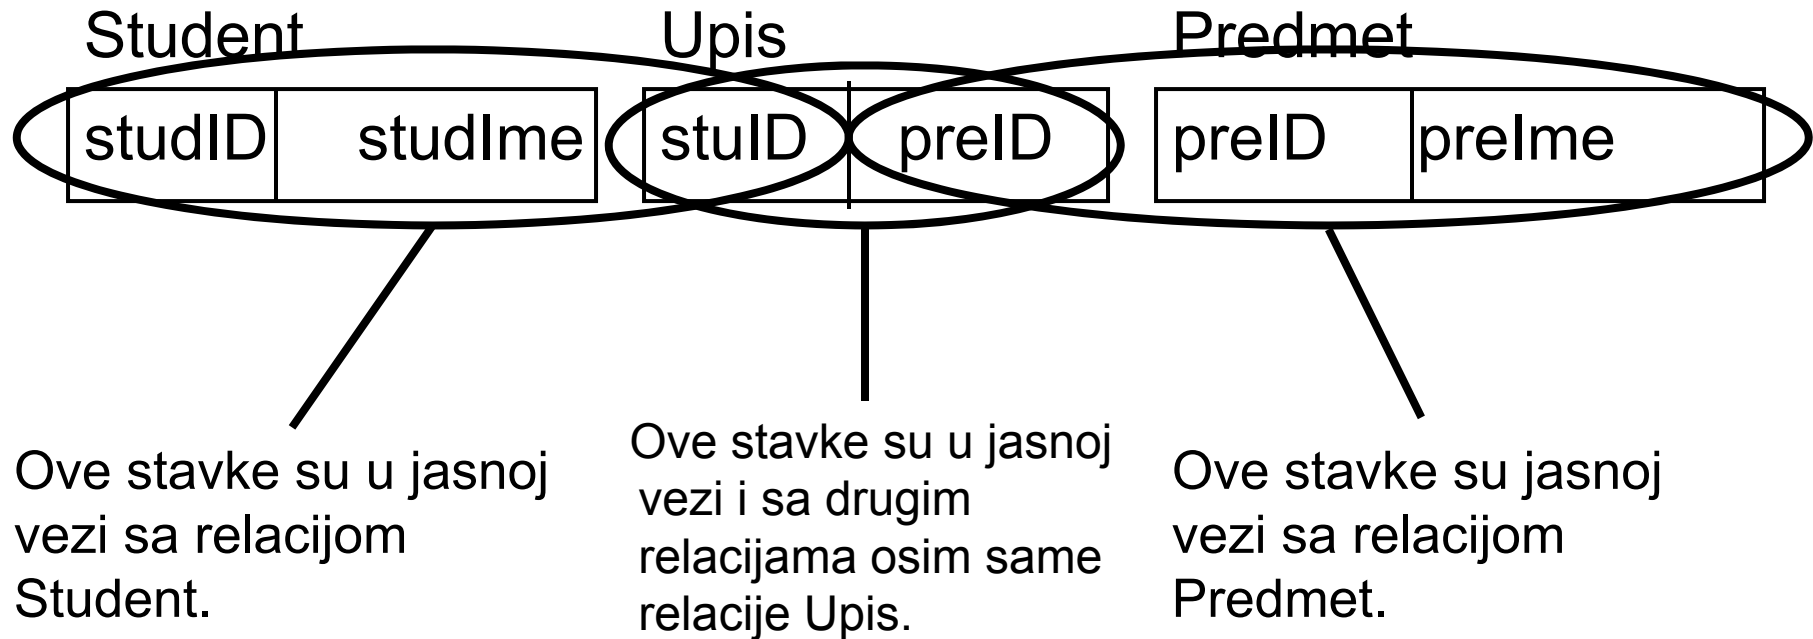 Student Upis Predmet
studID studIme stuID preID preID preIme
Ove stavke su u jasnoj
vezi sa relacijom
Student.
Ove stavke su u jasnoj
vezi i sa drugim
relacijama osim same
relacije Upis.
Ove stavke su jasnoj
vezi sa relacijom
Predmet.